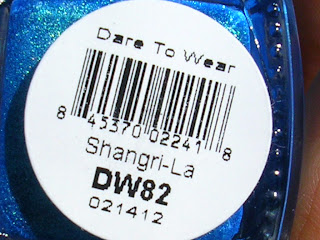 Dare To Wear
8 45370 02241 8
Shangri-La
DW82
021412